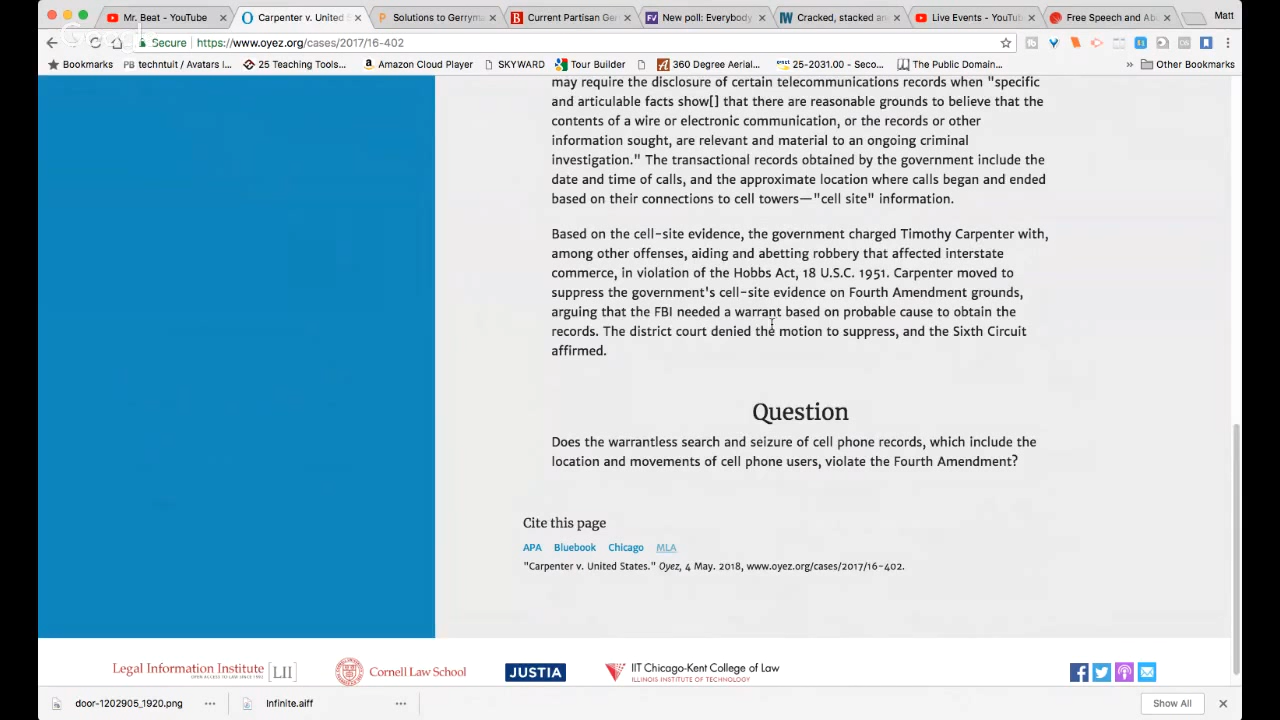 Mr. Beat - YouTube
Carpenter v. United
Solutions to Gerrym
Current Partisan Ge
New poll: Everybody
Cracked, stacked an
Live Events - YouTu
Free Speech and Ab
Matt
Secure
https://www.oyez.org/cases/2017/16-402
Bookmarks
PB techntuit / Avatars I...
25 Teaching Tools...
Amazon Cloud Player
SKYWARD
Tour Builder
360 Degree Aerial...
25-2031.00 - Seco...
The Public Domain...
»
Other Bookmarks
may require the disclosure of certain telecommunications records when "specific
and articulable facts show[] that there are reasonable grounds to believe that the
contents of a wire or electronic communication, or the records or other
information sought, are relevant and material to an ongoing criminal
investigation." The transactional records obtained by the government include the
date and time of calls, and the approximate location where calls began and ended
based on their connections to cell towers—"cell site" information.
Based on the cell-site evidence, the government charged Timothy Carpenter with,
among other offenses, aiding and abetting robbery that affected interstate
commerce, in violation of the Hobbs Act, 18 U.S.C. 1951. Carpenter moved to
suppress the government's cell-site evidence on Fourth Amendment grounds,
arguing that the FBI needed a warrant based on probable cause to obtain the
records. The district court denied the motion to suppress, and the Sixth Circuit
affirmed.
Question
Does the warrantless search and seizure of cell phone records, which include the
location and movements of cell phone users, violate the Fourth Amendment?
Cite this page
APA Bluebook Chicago MLA
"Carpenter v. United States." Oyez, 4 May. 2018, www.oyez.org/cases/2017/16-402.
Legal Information Institute LII
OPEN ACCESS TO LAW SINCE 1992
Cornell Law School
JUSTIA
IIT Chicago-Kent College of Law
ILLINOIS INSTITUTE OF TECHNOLOGY
door-1202905_1920.png
Infinite.aiff
Show All